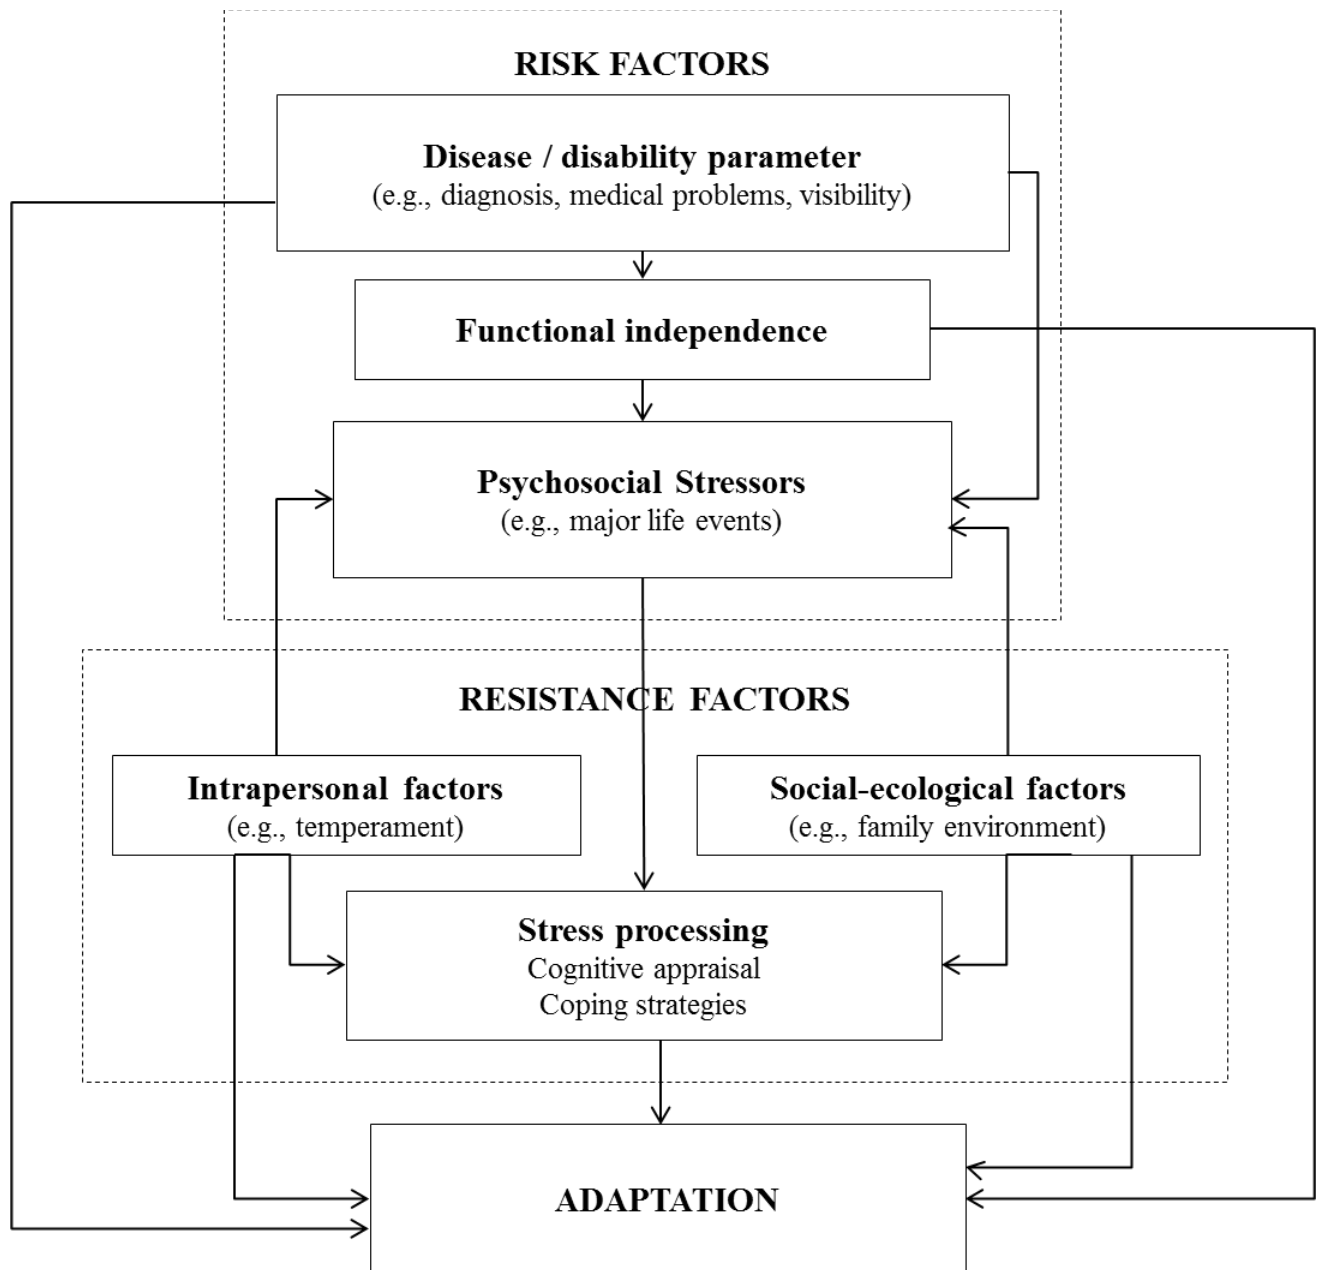 RISK FACTORS
Disease / disability parameter
(e.g., diagnosis, medical problems, visibility)
Functional independence
Psychosocial Stressors
(e.g., major life events)
RESISTANCE FACTORS
Intrapersonal factors
(e.g., temperament)
Social-ecological factors
(e.g., family environment)
Stress processing
Cognitive appraisal
Coping strategies
ADAPTATION